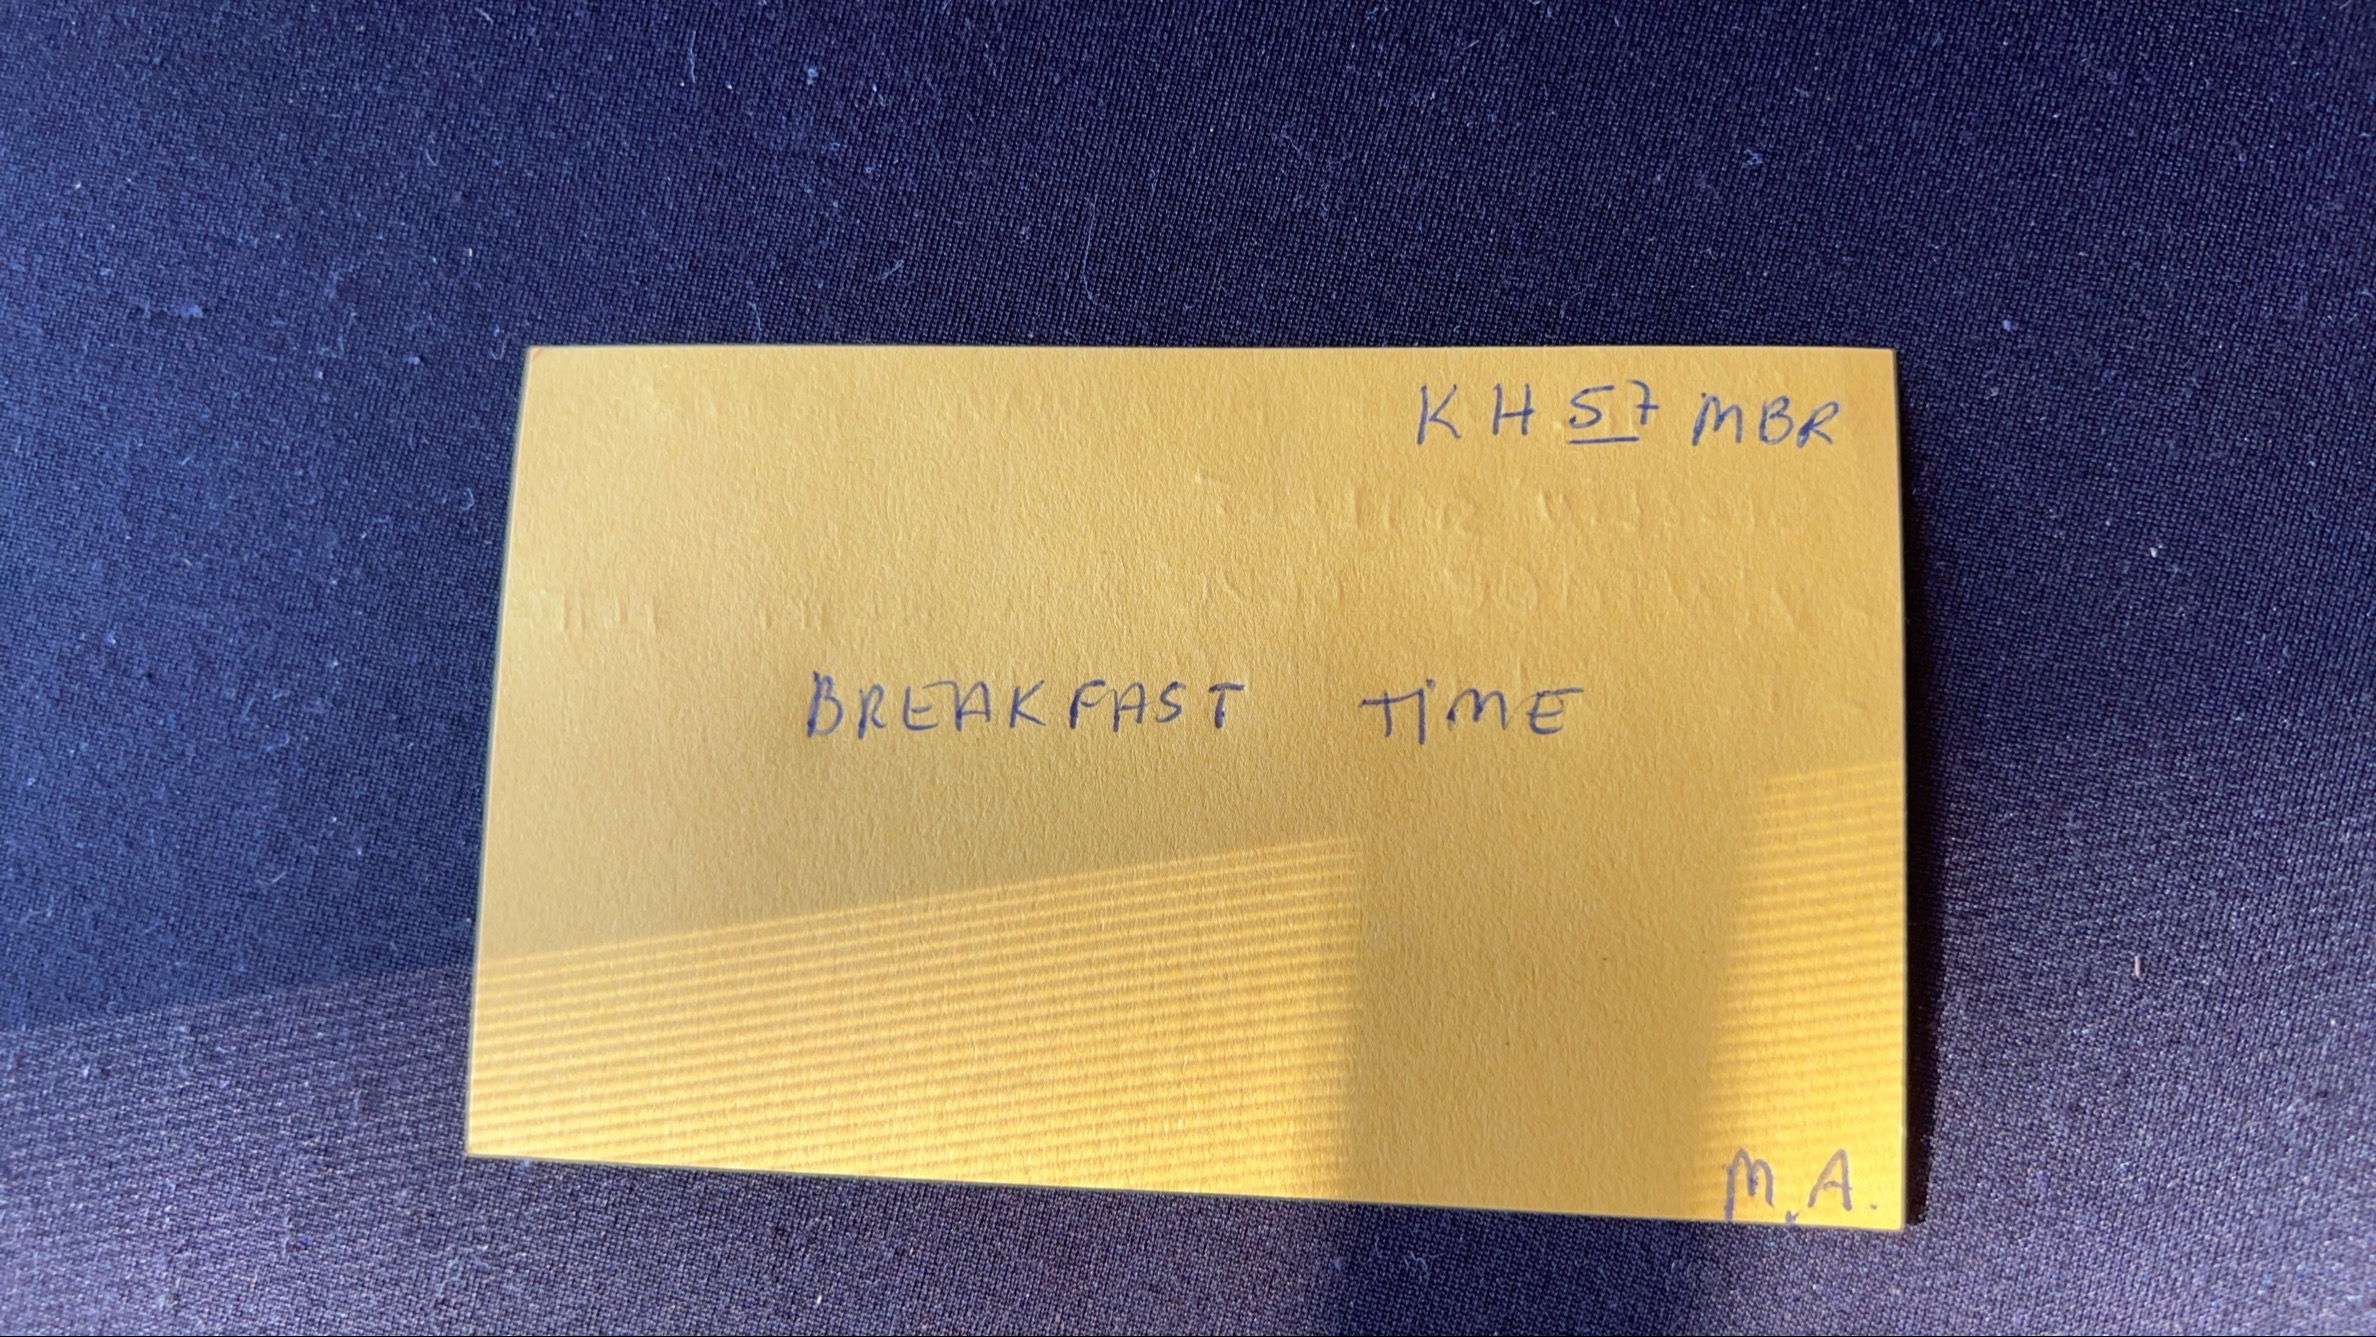 KH 57 MBR
BREAKFAST TIME
M.A.